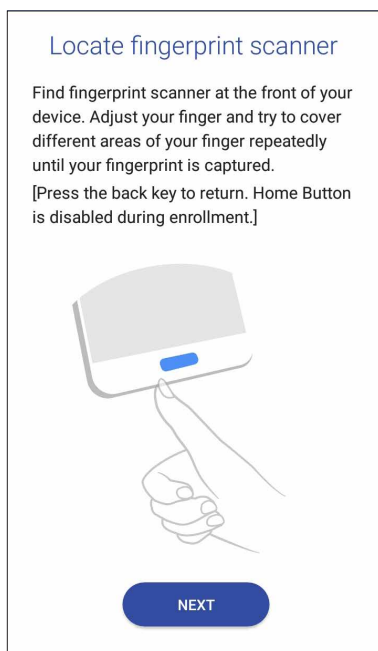 Locate fingerprint scanner
Find fingerprint scanner at the front of your
device. Adjust your finger and try to cover
different areas of your finger repeatedly
until your fingerprint is captured.
[Press the back key to return. Home Button
is disabled during enrollment.]
NEXT